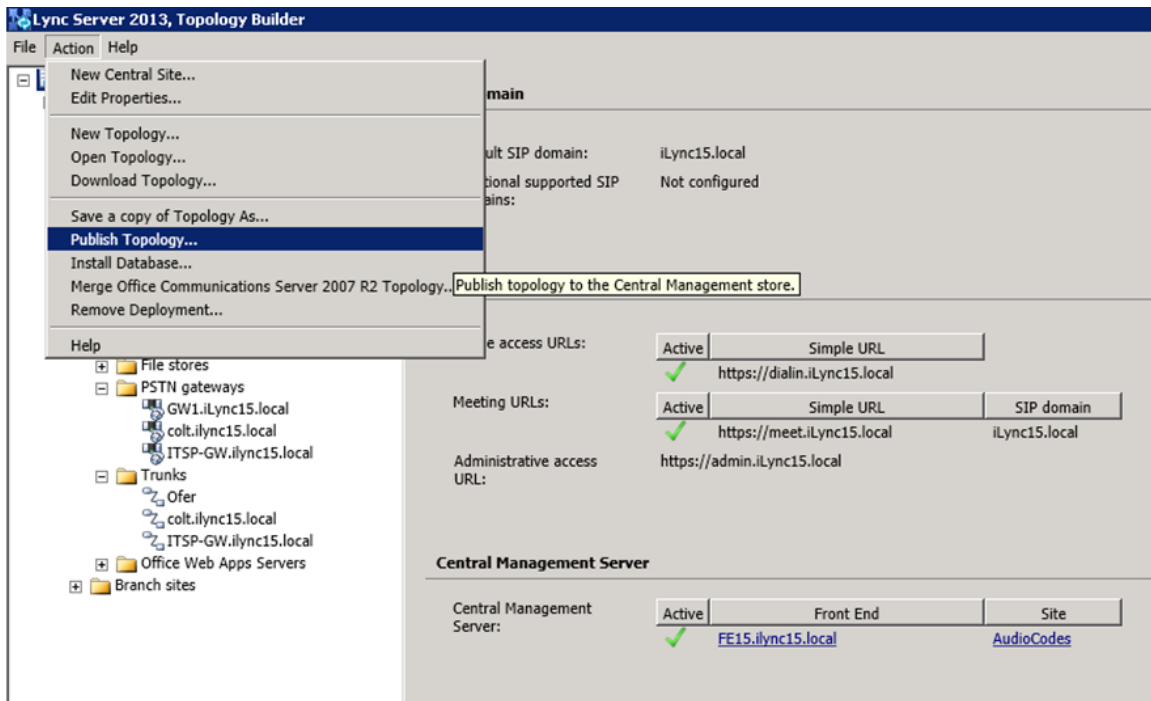 Lync Server 2013, Topology Builder
File Action Help
New Central Site...
Edit Properties...
New Topology...
Open Topology...
Download Topology...
Save a copy of Topology As...
Publish Topology...
Install Database...
Merge Office Communications Server 2007 R2 Topology..
Remove Deployment...
Help
Publish topology to the Central Management store.
File stores
PSTN gateways
GW1.iLync15.local
colt.ilync15.local
ITSP-GW.ilync15.local
Trunks
Ofer
colt.ilync15.local
ITSP-GW.ilync15.local
Office Web Apps Servers
Branch sites
main
ult SIP domain: iLync15.local
tional supported SIP Not configured
ains:
e access URLs: Active Simple URL
https://dialin.iLync15.local
Meeting URLs: Active Simple URL SIP domain
https://meet.iLync15.local iLync15.local
Administrative access https://admin.iLync15.local
URL:
Central Management Server
Central Management Active Front End Site
Server: FE15.ilync15.local AudioCodes